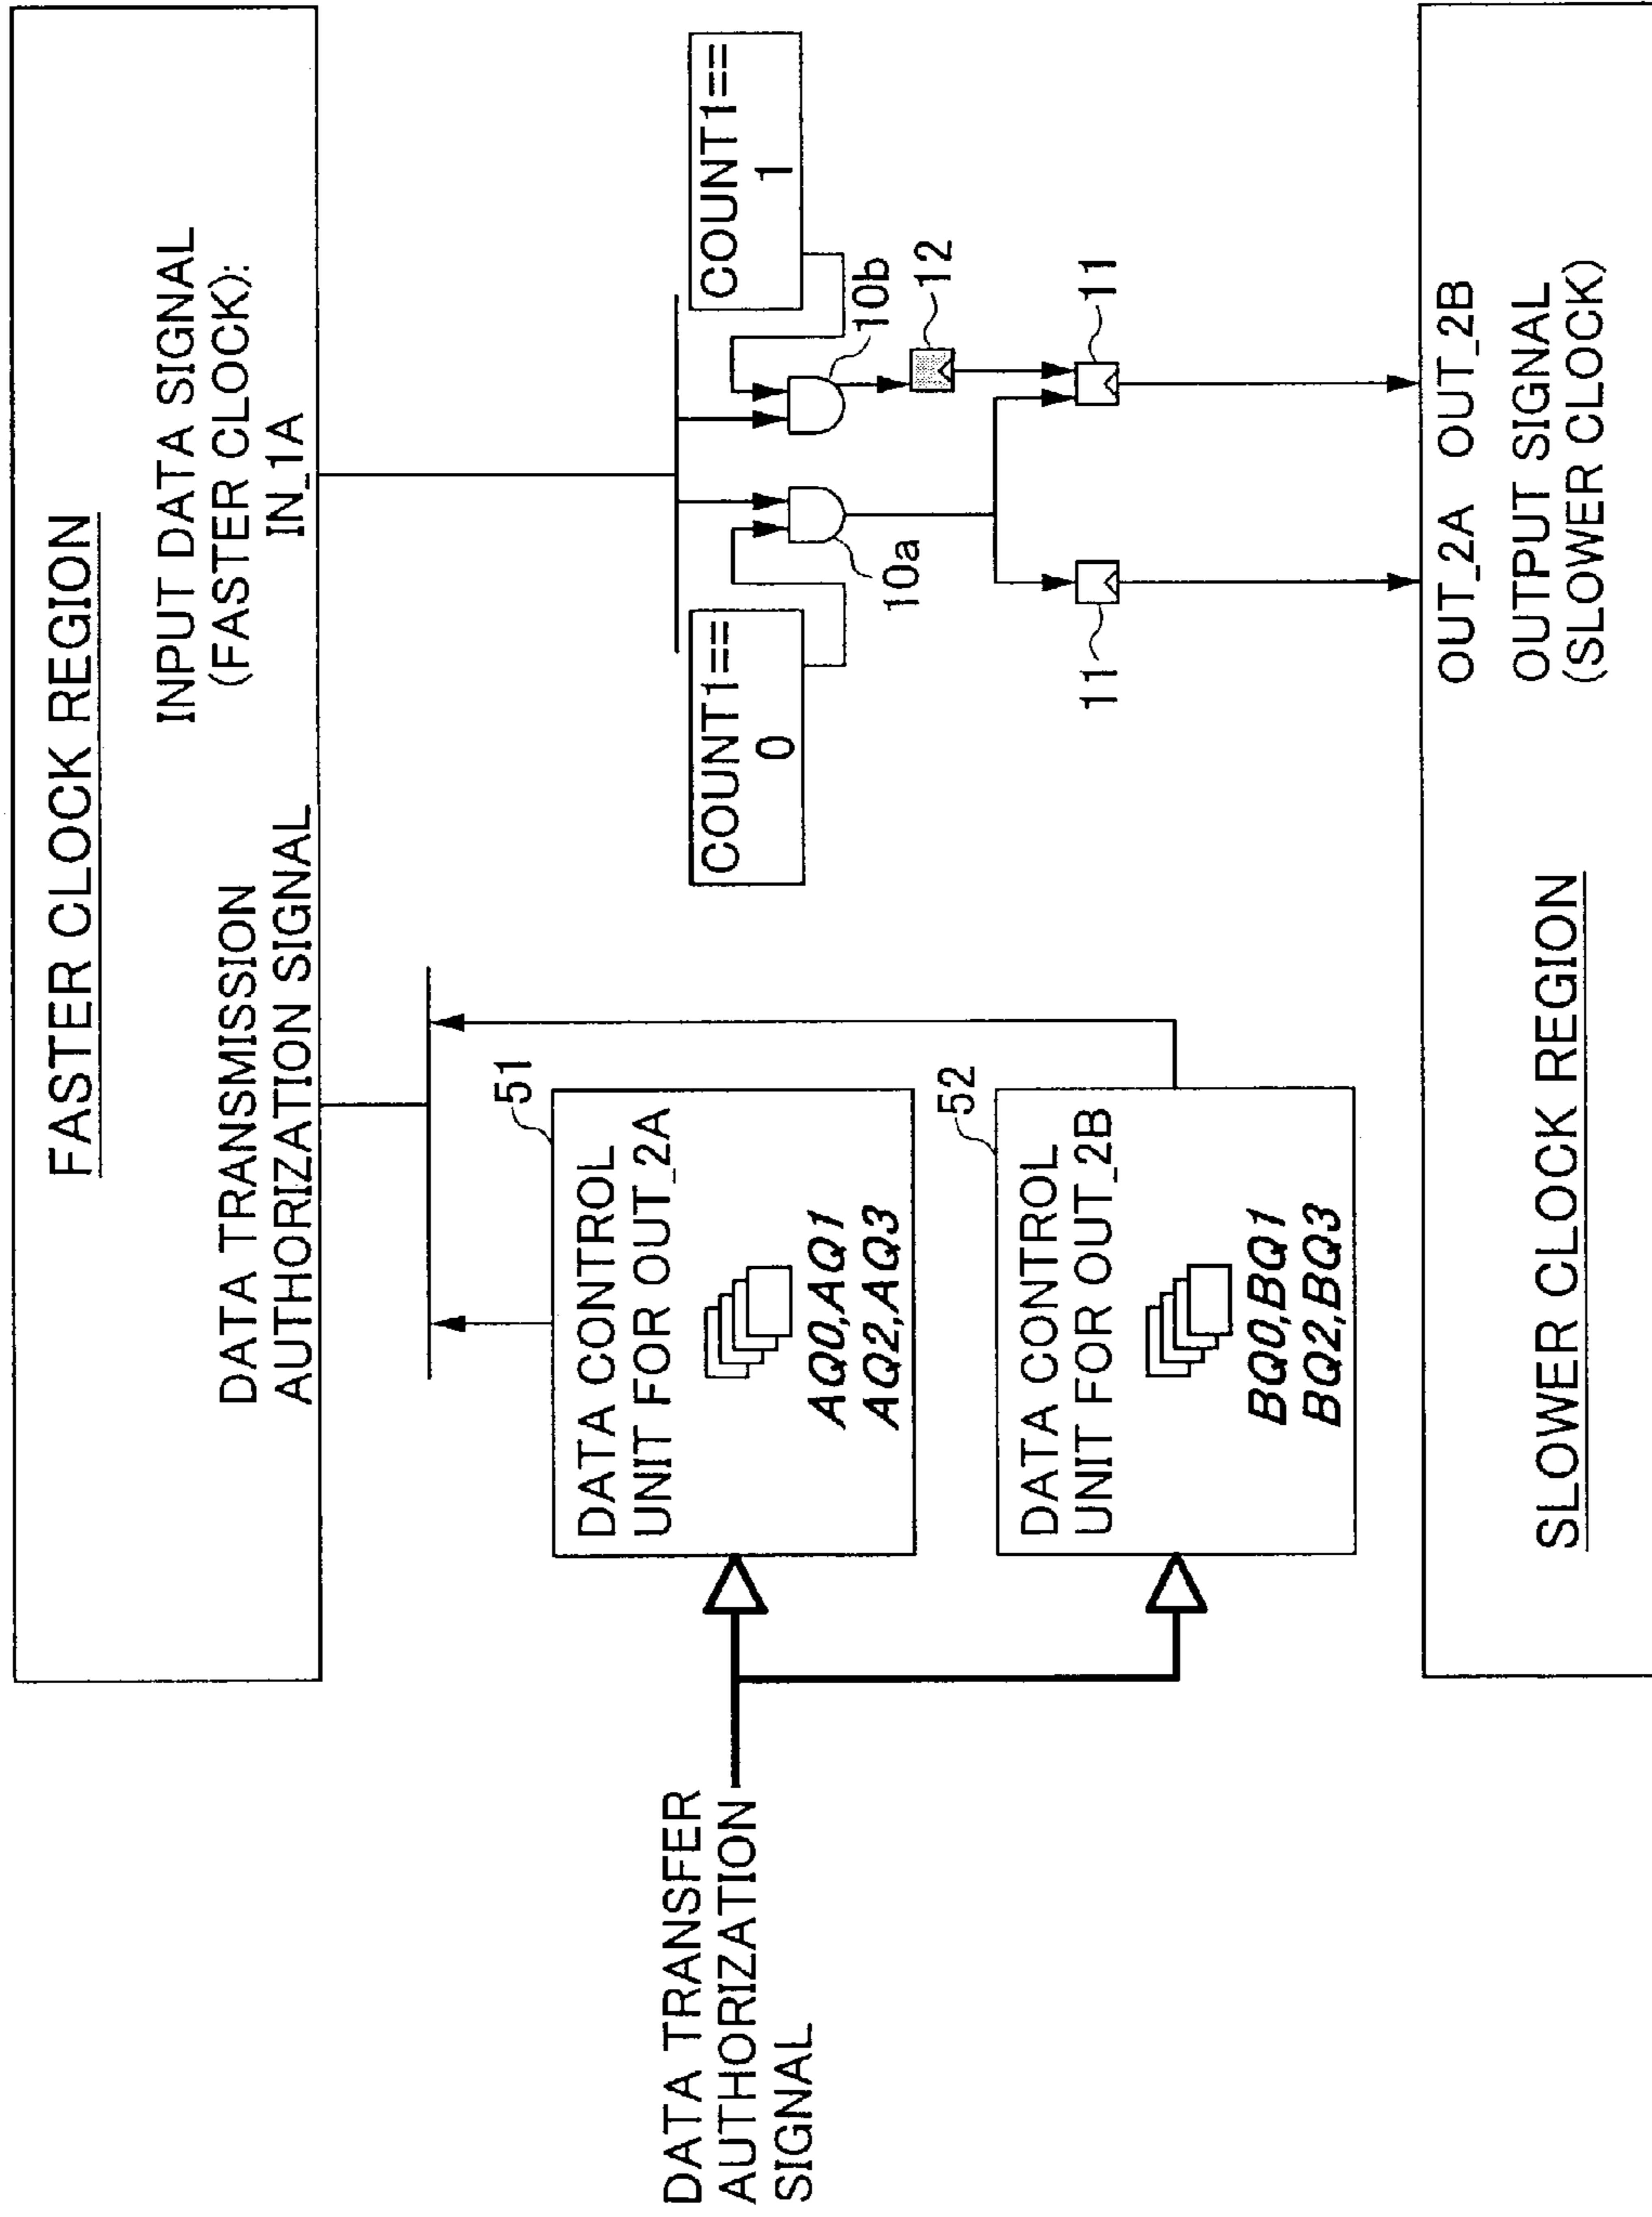 FASTER CLOCK REGION
DATA TRANSMISSION
AUTHORIZATION SIGNAL
INPUT DATA SIGNAL
(FASTER CLOCK):
IN_1A
DATA TRANSFER
AUTHORIZATION
SIGNAL
51
DATA CONTROL
UNIT FOR OUT_2A
AQ0,AQ1
AQ2,AQ3
52
DATA CONTROL
UNIT FOR OUT_2B
BQ0,BQ1
BQ2,BQ3
COUNT1==
0
COUNT1==
1
10a
10b
12
11
11
OUT_2A OUT_2B
OUTPUT SIGNAL
(SLOWER CLOCK)
SLOWER CLOCK REGION